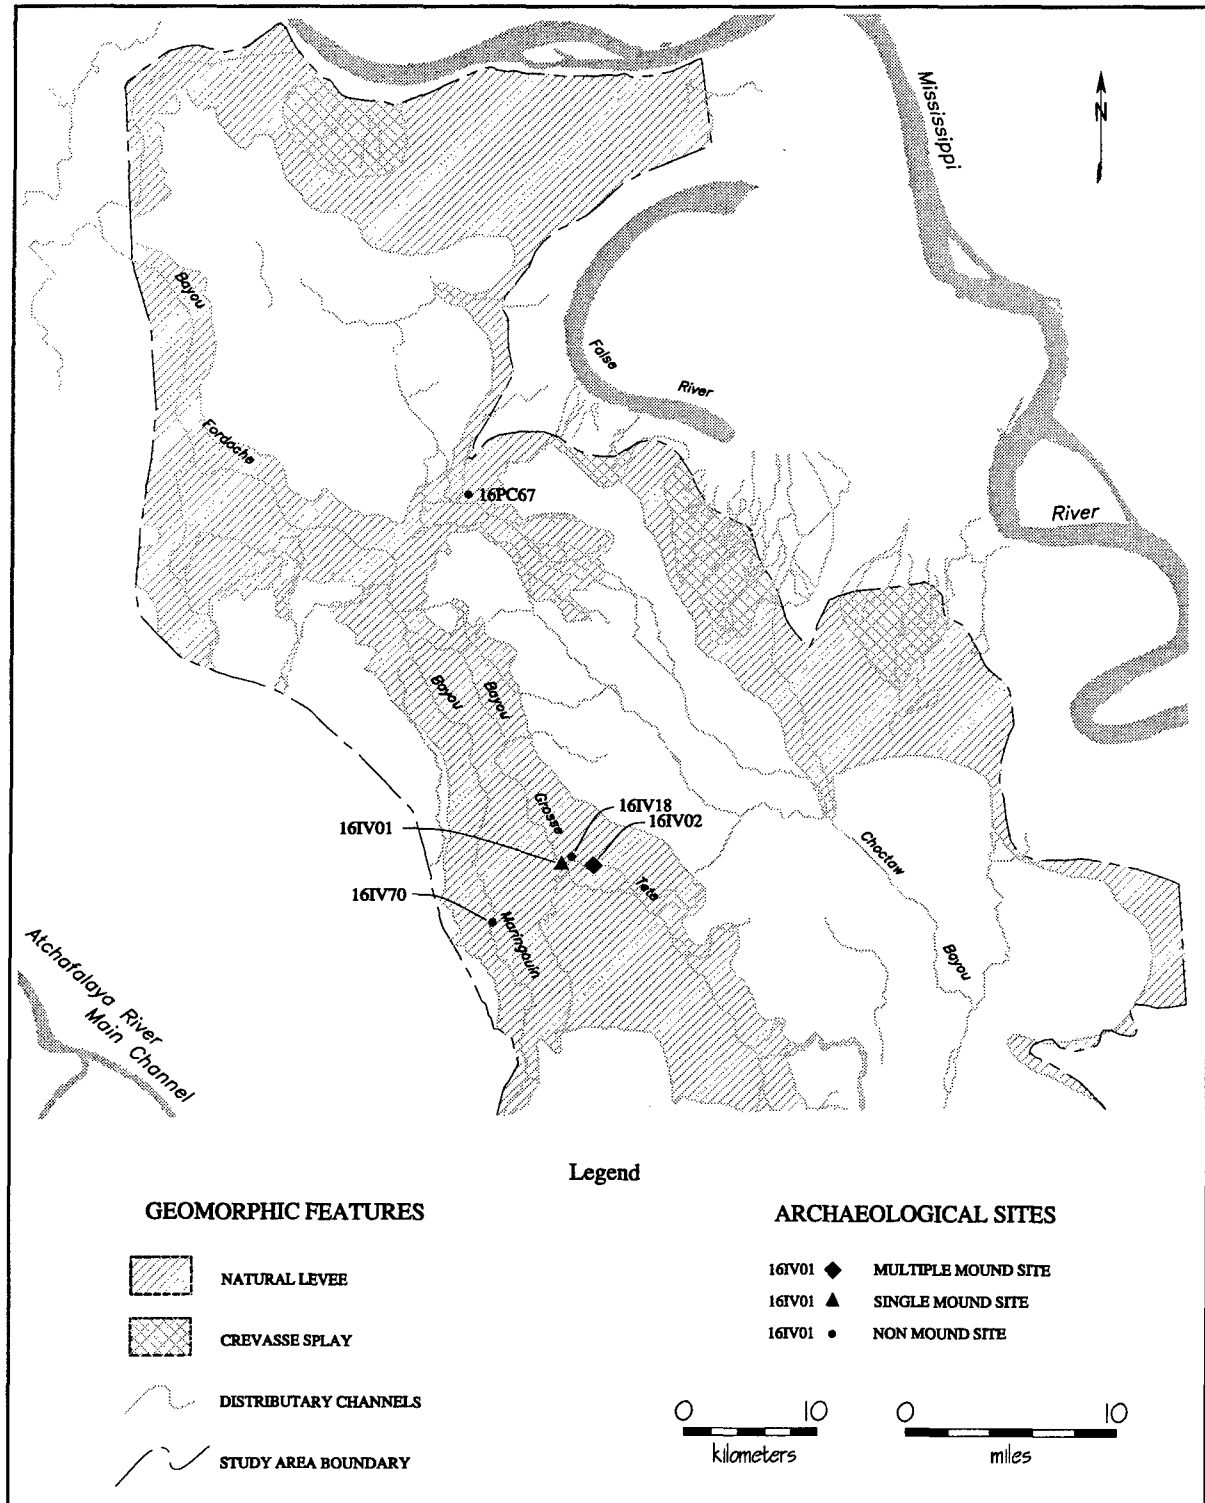 Mississippi
N
Bayou
False
River
Fordoche
16PC67
River
Bayou
Bayou
Grosse
16IV18
16IV02
16IV01
Choctaw
Tete
16IV70
Maringouin
Bayou
Atchafalaya River
Main Channel
Legend
GEOMORPHIC FEATURES
ARCHAEOLOGICAL SITES
NATURAL LEVEE
16IV01 ◆ MULTIPLE MOUND SITE
16IV01 ▲ SINGLE MOUND SITE
CREVASSE SPLAY
16IV01 • NON MOUND SITE
DISTRIBUTARY CHANNELS
0 10
kilometers
0 10
miles
STUDY AREA BOUNDARY